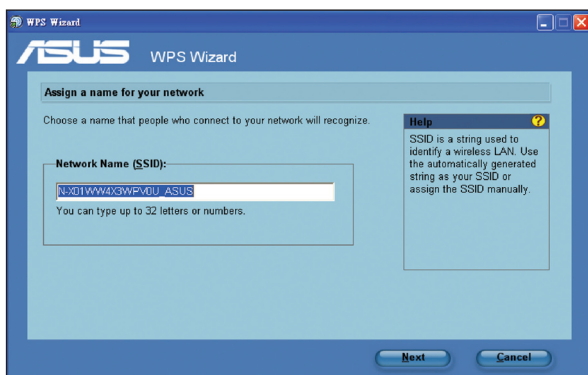 WPS Wizard
ASUS WPS Wizard
Assign a name for your network
Choose a name that people who connect to your network will recognize.
Network Name (SSID):
N-X01WW4X3WPV0U_ASUS
You can type up to 32 letters or numbers.
Help
SSID is a string used to
identify a wireless LAN. Use
the automatically generated
string as your SSID or
assign the SSID manually.
Next Cancel